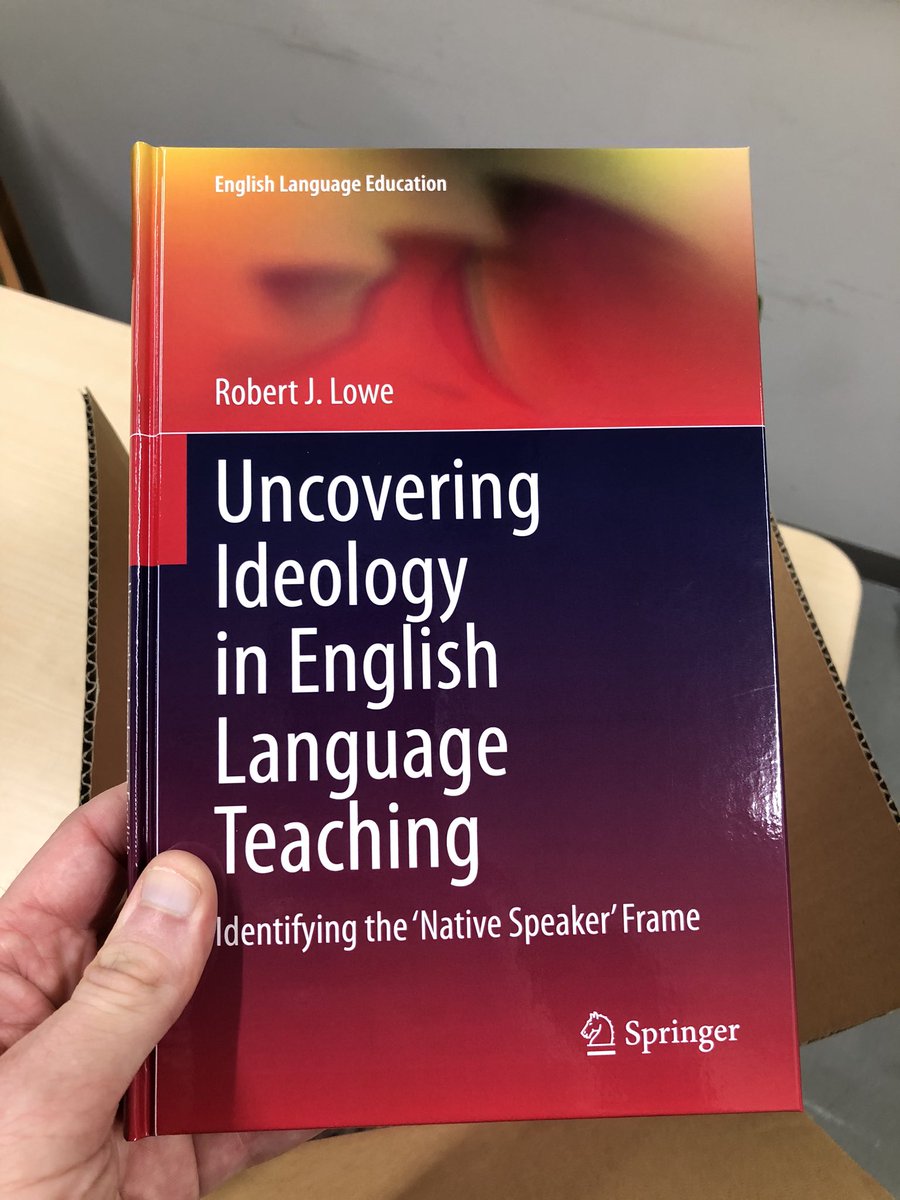 English Language Education
Robert J. Lowe
Uncovering
Ideology
in English
Language
Teaching
Identifying the ‘Native Speaker’ Frame
Springer